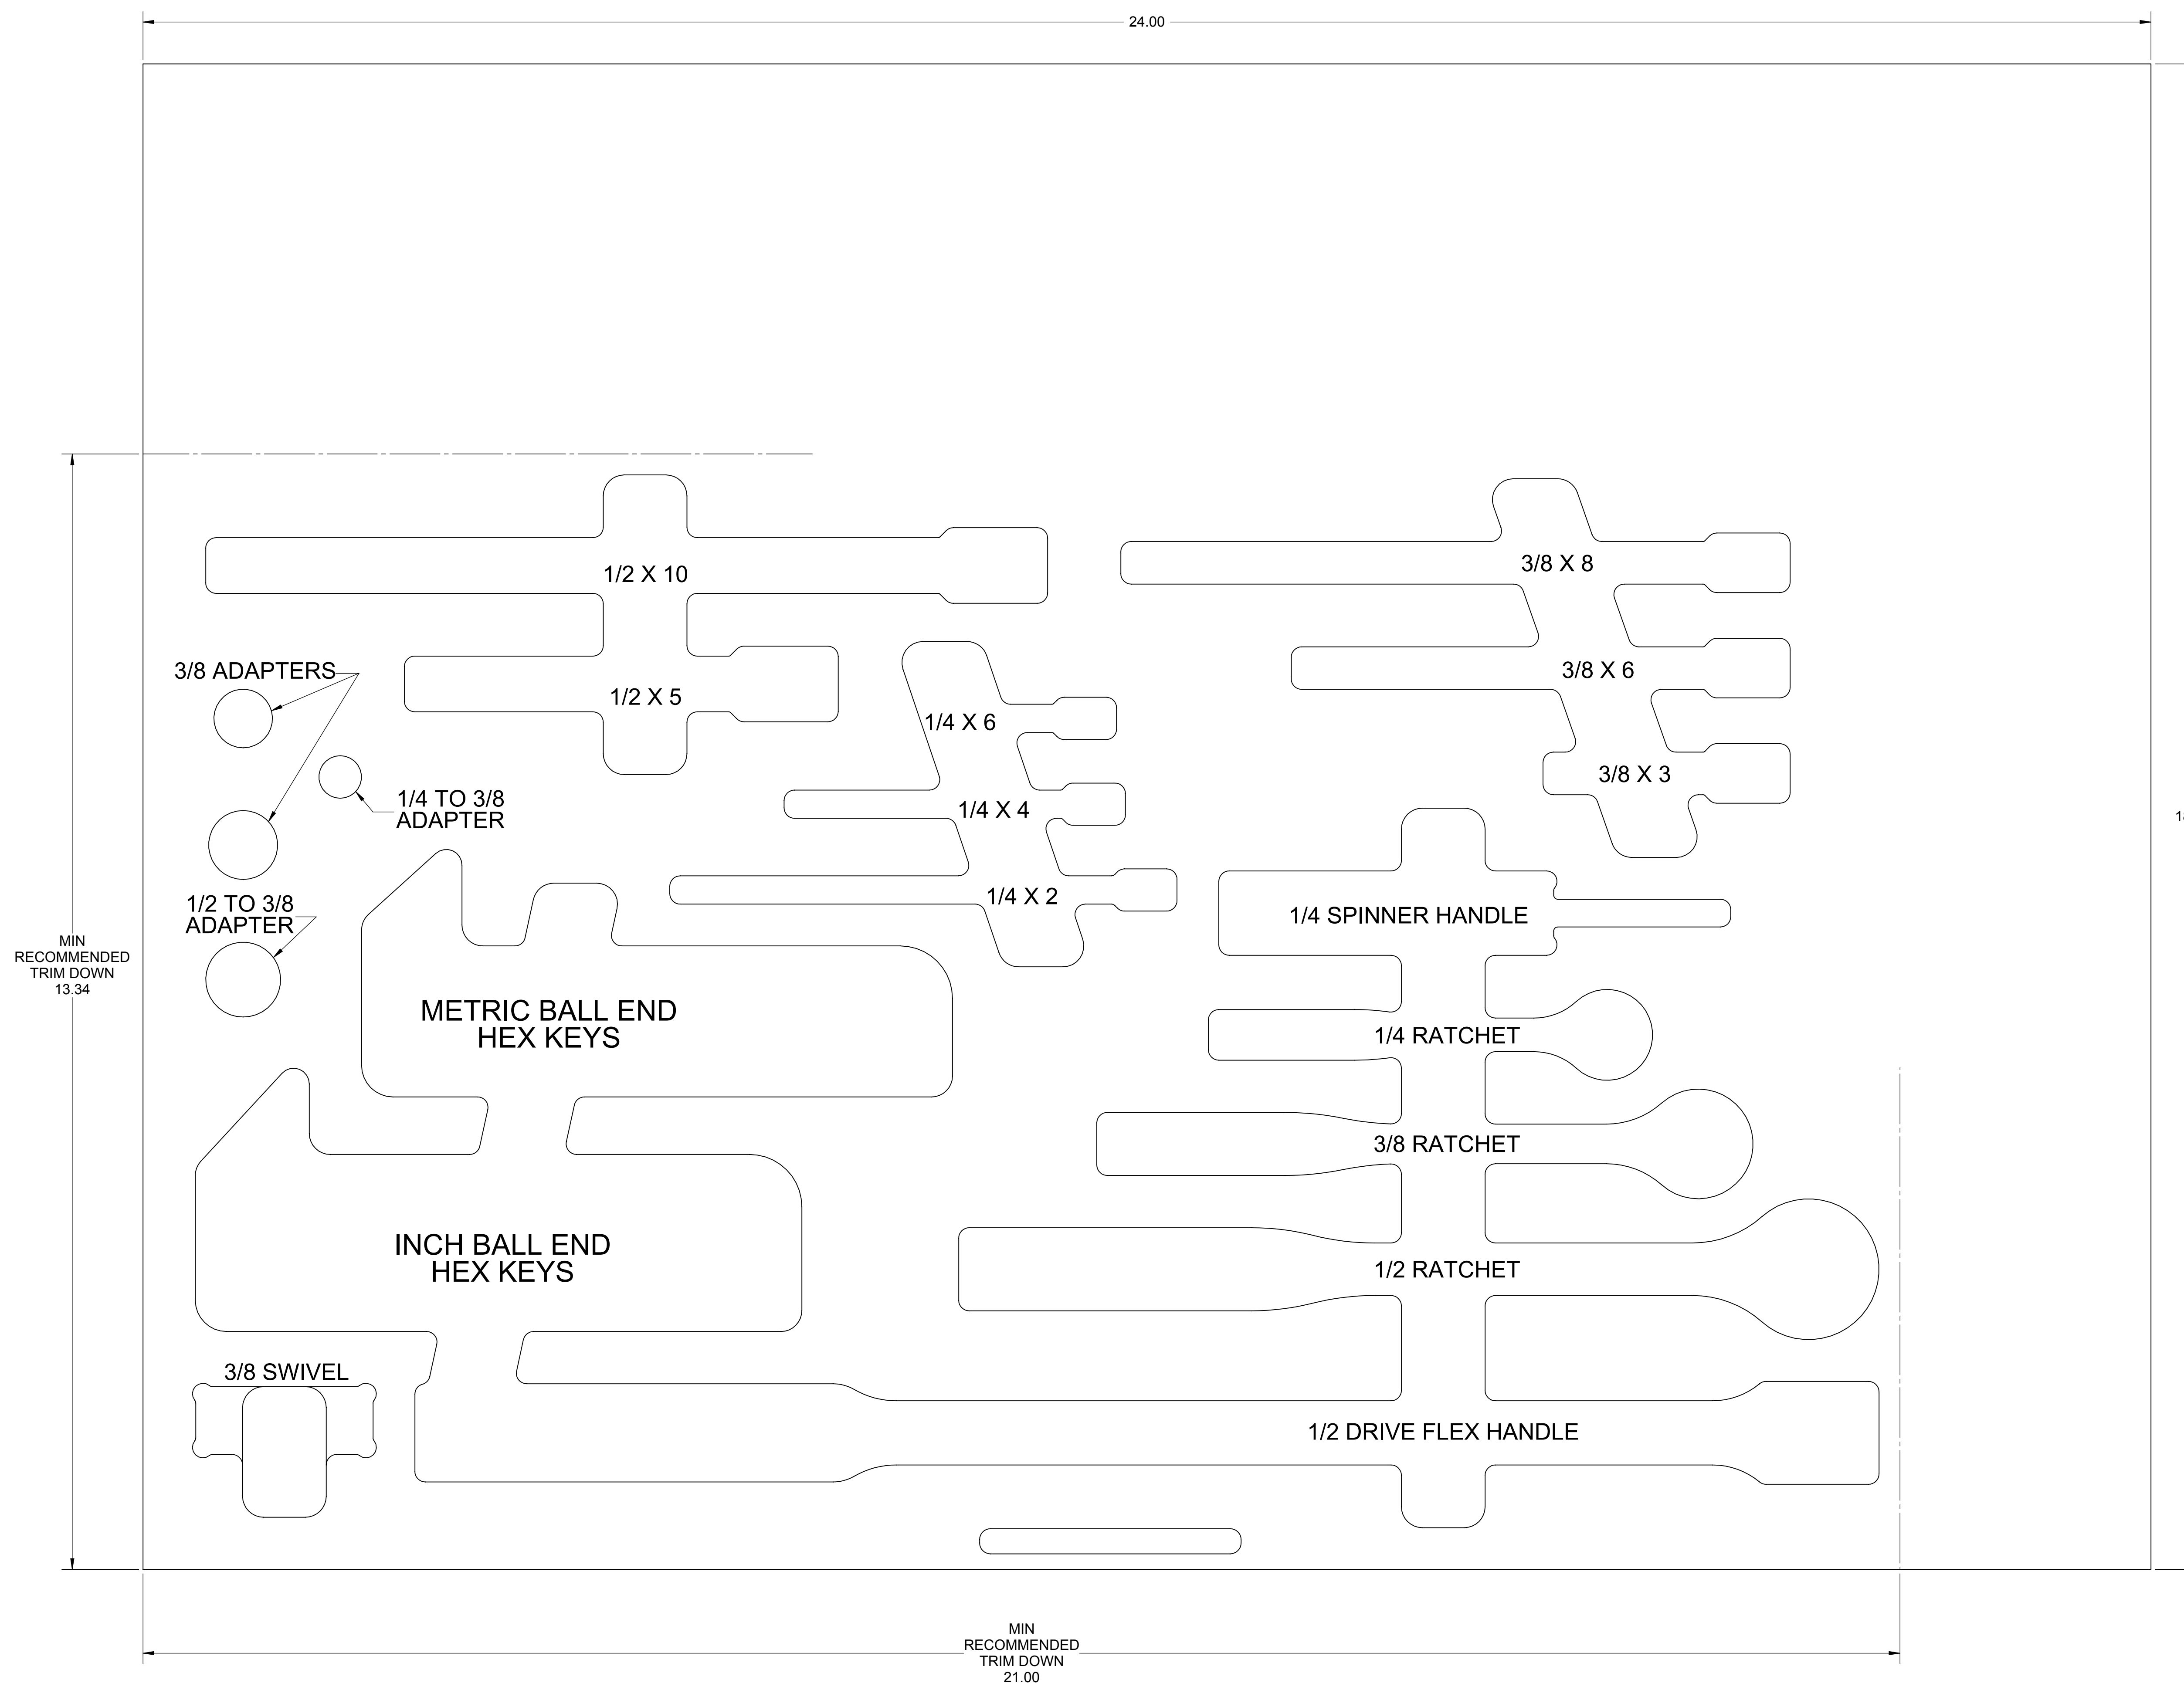 24.00
1/2 X 10
3/8 X 8
3/8 ADAPTERS
1/2 X 5
3/8 X 6
1/4 X 6
3/8 X 3
1/4 TO 3/8
ADAPTER
1/4 X 4
1/2 TO 3/8
ADAPTER
1/4 X 2
1/4 SPINNER HANDLE
MIN
RECOMMENDED
TRIM DOWN
13.34
METRIC BALL END
HEX KEYS
1/4 RATCHET
3/8 RATCHET
INCH BALL END
HEX KEYS
1/2 RATCHET
3/8 SWIVEL
1/2 DRIVE FLEX HANDLE
MIN
RECOMMENDED
TRIM DOWN
21.00